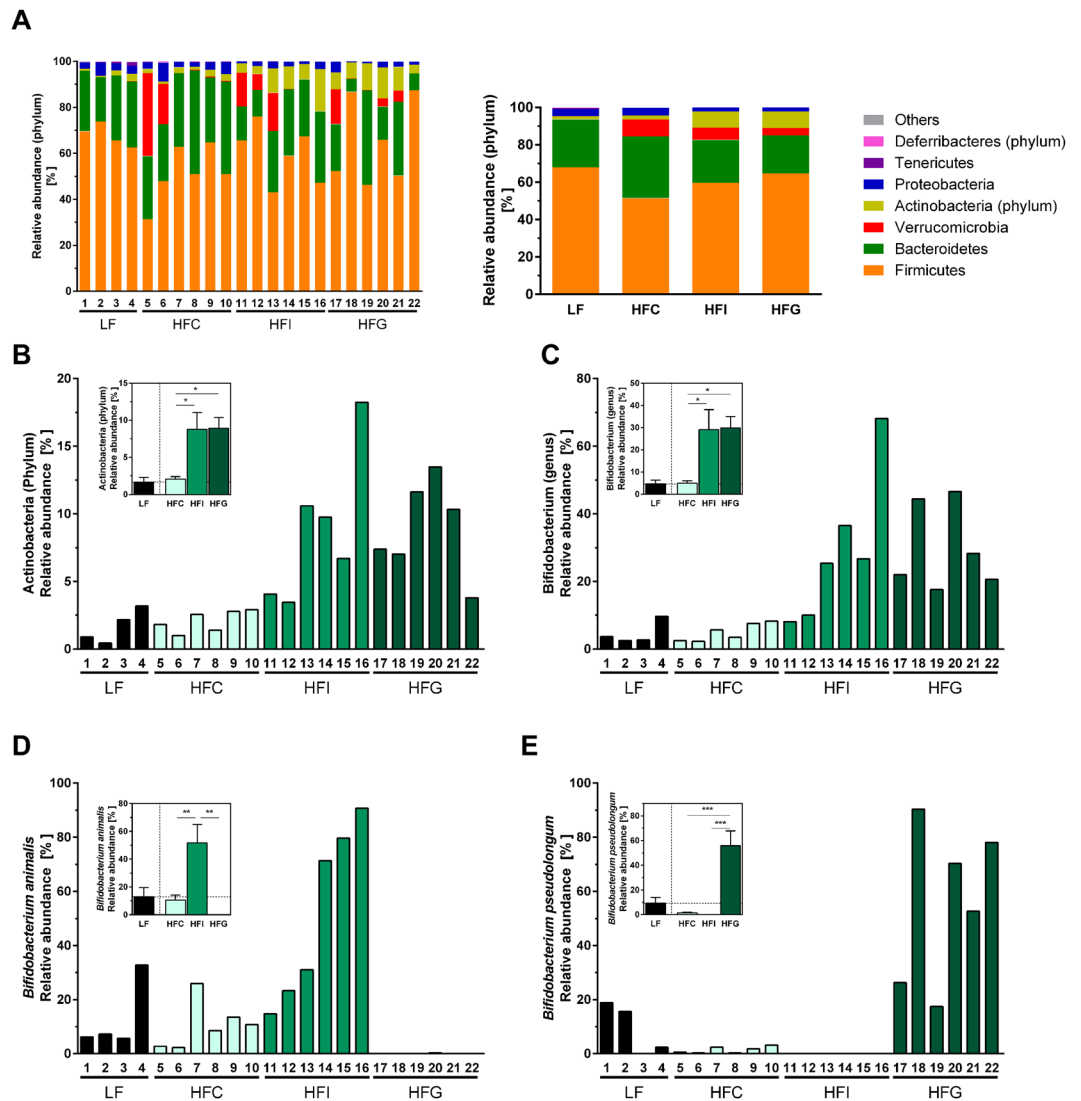 A
Relative abundance (phylum)
[%]
100
80
60
40
20
0
1 2 3 4 5 6 7 8 9 10 11 12 13 14 15 16 17 18 19 20 21 22
LF HFC HFI HFG
Relative abundance (phylum)
[%]
100
80
60
40
20
0
LF HFC HFI HFG
Others
Deferribacteres (phylum)
Tenericutes
Proteobacteria
Actinobacteria (phylum)
Verrucomicrobia
Bacteroidetes
Firmicutes
B
Actinobacteria (Phylum)
Relative abundance [%]
20
15
10
5
0
Actinobacteria (phylum)
Relative abundance [%]
15
10
5
0
*
*
LF HFC HFI HFG
1 2 3 4 5 6 7 8 9 10 11 12 13 14 15 16 17 18 19 20 21 22
LF HFC HFI HFG
C
Bifidobacterium (genus)
Relative abundance [%]
80
60
40
20
0
Bifidobacterium (genus)
Relative abundance [%]
50
40
30
20
10
0
*
*
LF HFC HFI HFG
1 2 3 4 5 6 7 8 9 10 11 12 13 14 15 16 17 18 19 20 21 22
LF HFC HFI HFG
D
Bifidobacterium animalis
Relative abundance [%]
100
80
60
40
20
0
Bifidobacterium animalis
Relative abundance [%]
80
60
40
20
0
** **
LF HFC HFI HFG
1 2 3 4 5 6 7 8 9 10 11 12 13 14 15 16 17 18 19 20 21 22
LF HFC HFI HFG
E
Bifidobacterium pseudolongum
Relative abundance [%]
100
80
60
40
20
0
Bifidobacterium pseudolongum
Relative abundance [%]
80
60
40
20
0
***
***
LF HFC HFI HFG
1 2 3 4 5 6 7 8 9 10 11 12 13 14 15 16 17 18 19 20 21 22
LF HFC HFI HFG